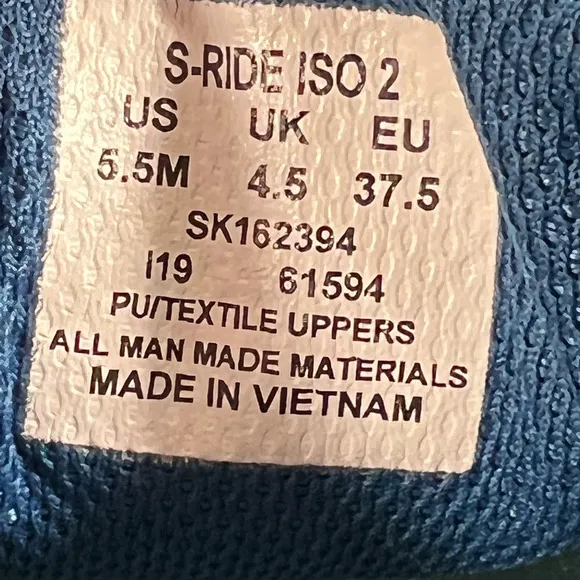 S-RIDE ISO 2
US UK EU
5.5M 4.5 37.5
SK162394
I19 61594
PU/TEXTILE UPPERS
ALL MAN MADE MATERIALS
MADE IN VIETNAM